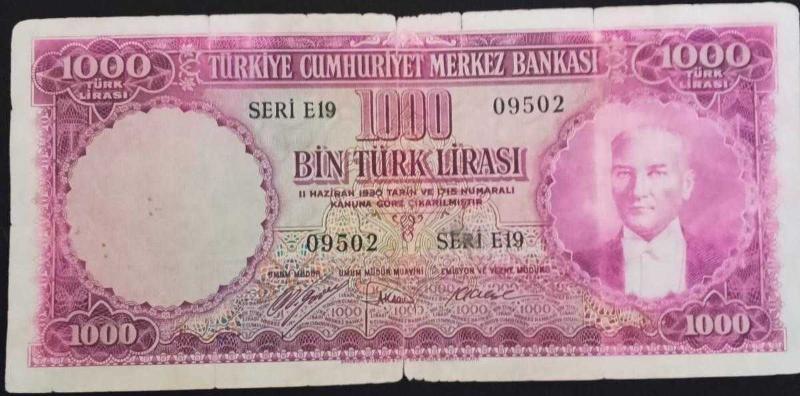 1000 TÜRKİYE CUMHURİYET MERKEZ BANKASI 1000
TÜRK LİRASI
TÜRK LİRASI
SERİ E19 1000 09502
BİN TÜRK LİRASI
11 HAZİRAN 1930 TARİH VE 1715 NUMARALI
KANUNA GÖRE ÇIKARILMIŞTIR
09502 SERİ E19
UMUM MÜDÜR UMUM MÜDÜR MUAVİNİ EMİSYON VE VEZNE MÜDÜRÜ
1000 1000